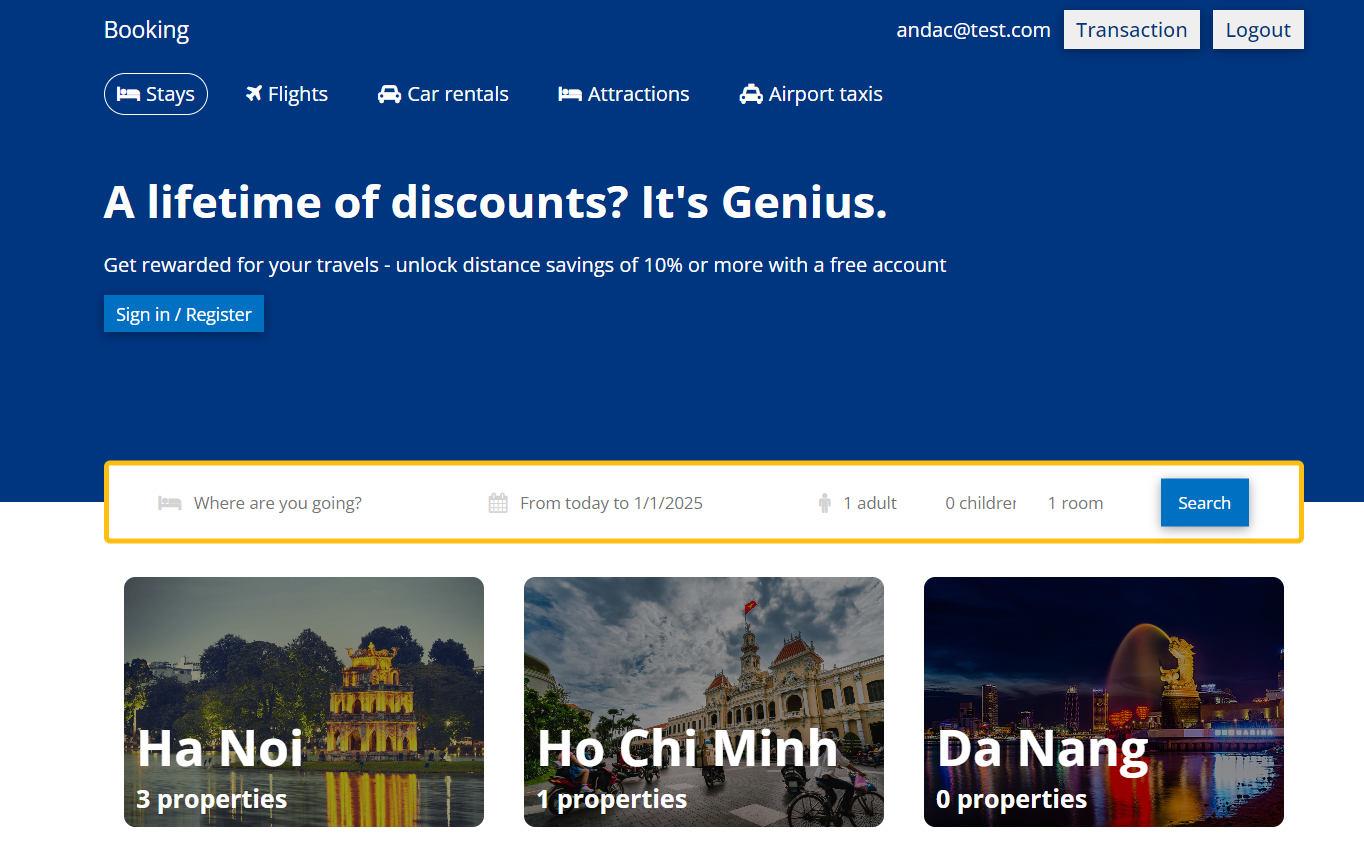 Booking
andac@test.com Transaction Logout
Stays Flights Car rentals Attractions Airport taxis
A lifetime of discounts? It's Genius.
Get rewarded for your travels - unlock distance savings of 10% or more with a free account
Sign in / Register
Where are you going? From today to 1/1/2025 1 adult 0 children 1 room Search
Ha Noi
3 properties
Ho Chi Minh
1 properties
Da Nang
0 properties